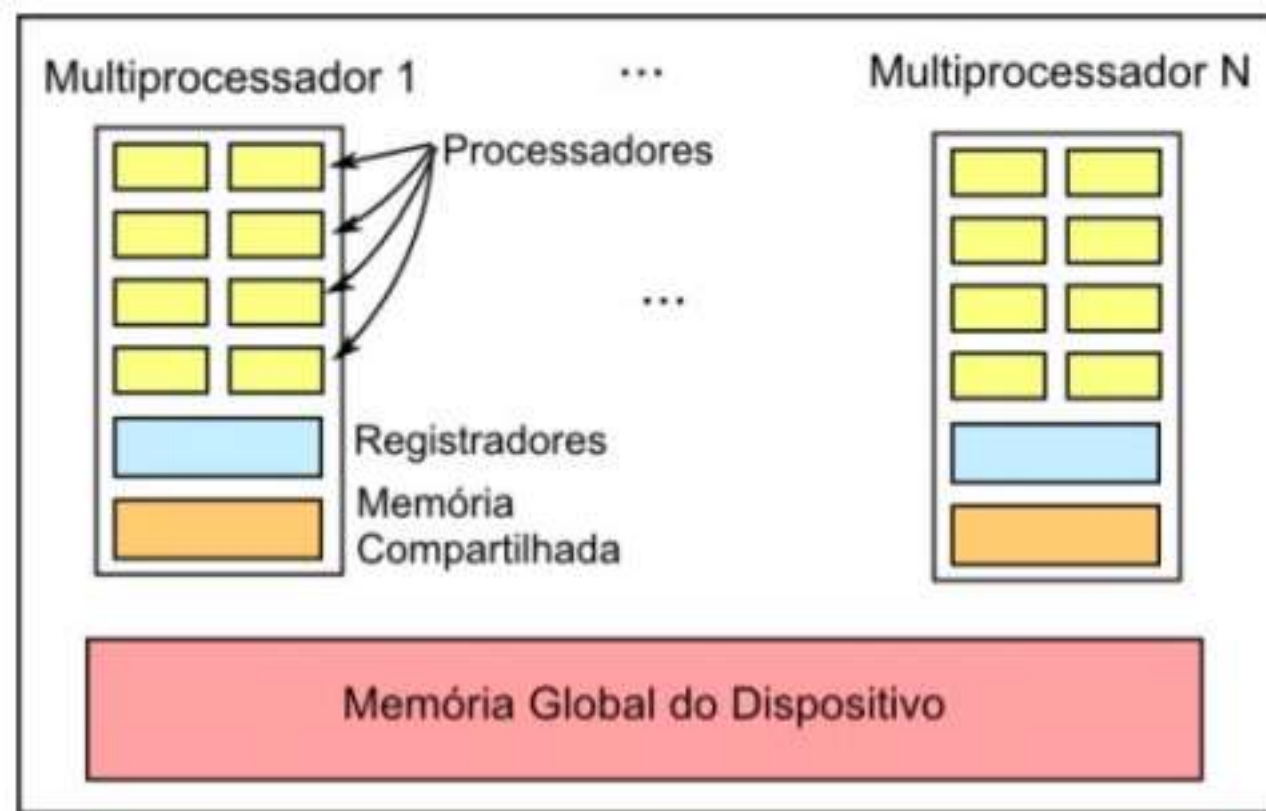 Multiprocessador 1
...
Multiprocessador N
Processadores
...
Registradores
Memória
Compartilhada
Memória Global do Dispositivo